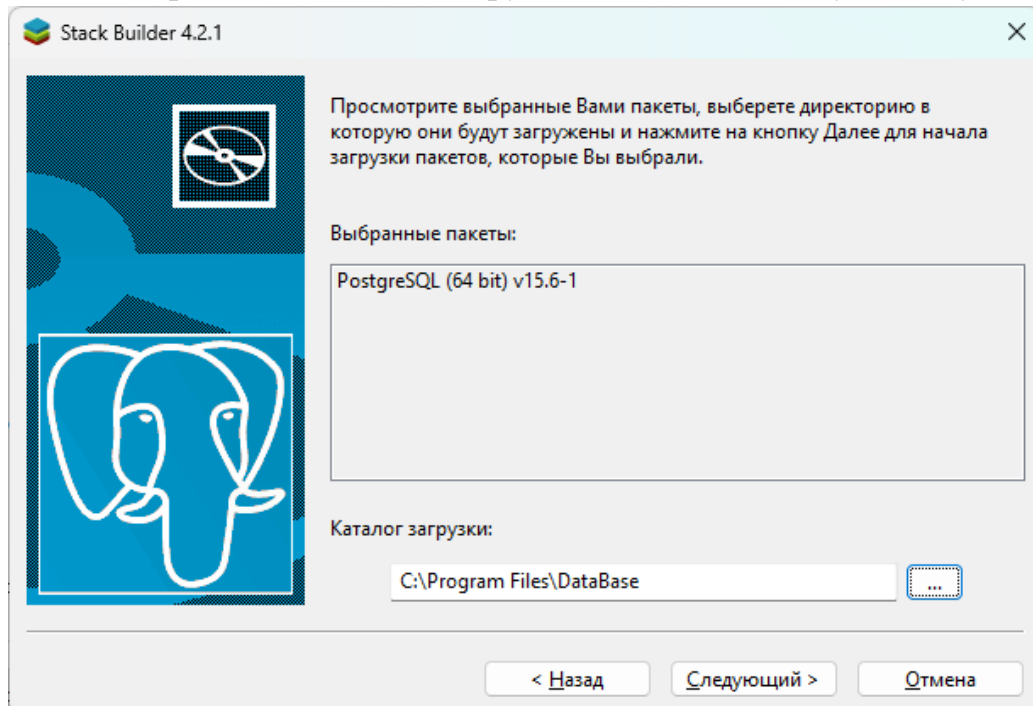 Stack Builder 4.2.1
Просмотрите выбранные Вами пакеты, выберете директорию в
которую они будут загружены и нажмите на кнопку Далее для начала
загрузки пакетов, которые Вы выбрали.
Выбранные пакеты:
PostgreSQL (64 bit) v15.6-1
Каталог загрузки:
C:\Program Files\DataBase
...
< Назад
Следующий >
Отмена